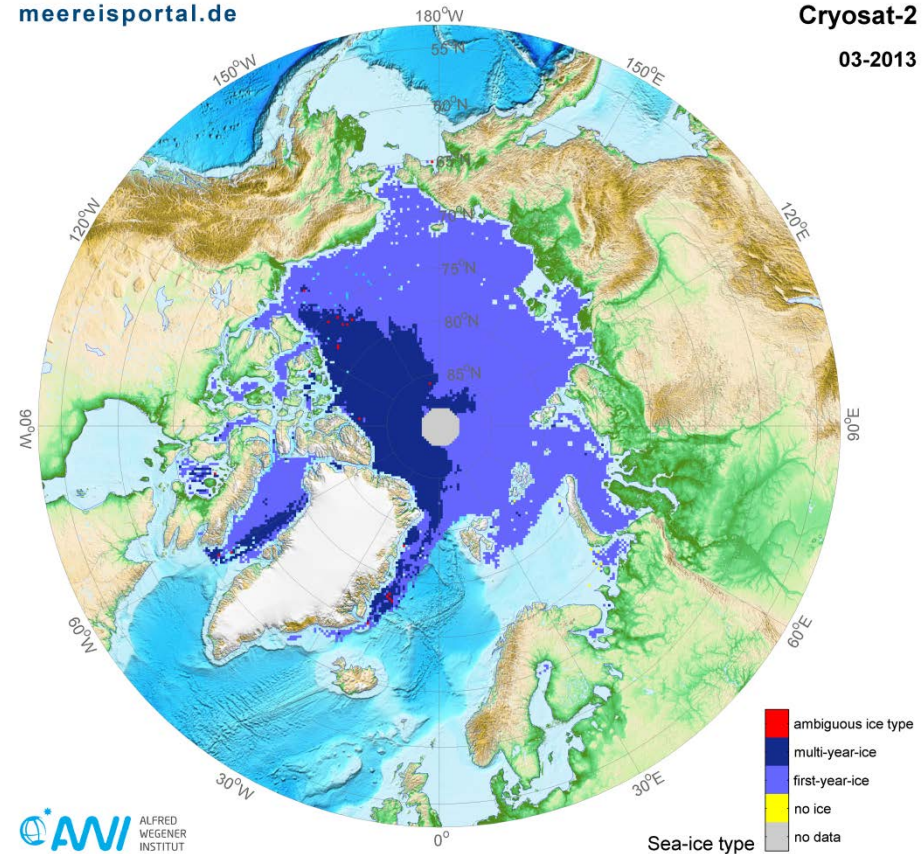 meereisportal.de
Cryosat-2
03-2013
180°W
150°W
150°E
120°W
120°E
90°W
90°E
60°W
60°E
30°W
30°E
0°
55°N
60°N
65°N
70°N
75°N
80°N
85°N
ambiguous ice type
multi-year-ice
first-year-ice
no ice
no data
Sea-ice type
AWI
ALFRED
WEGENER
INSTITUT